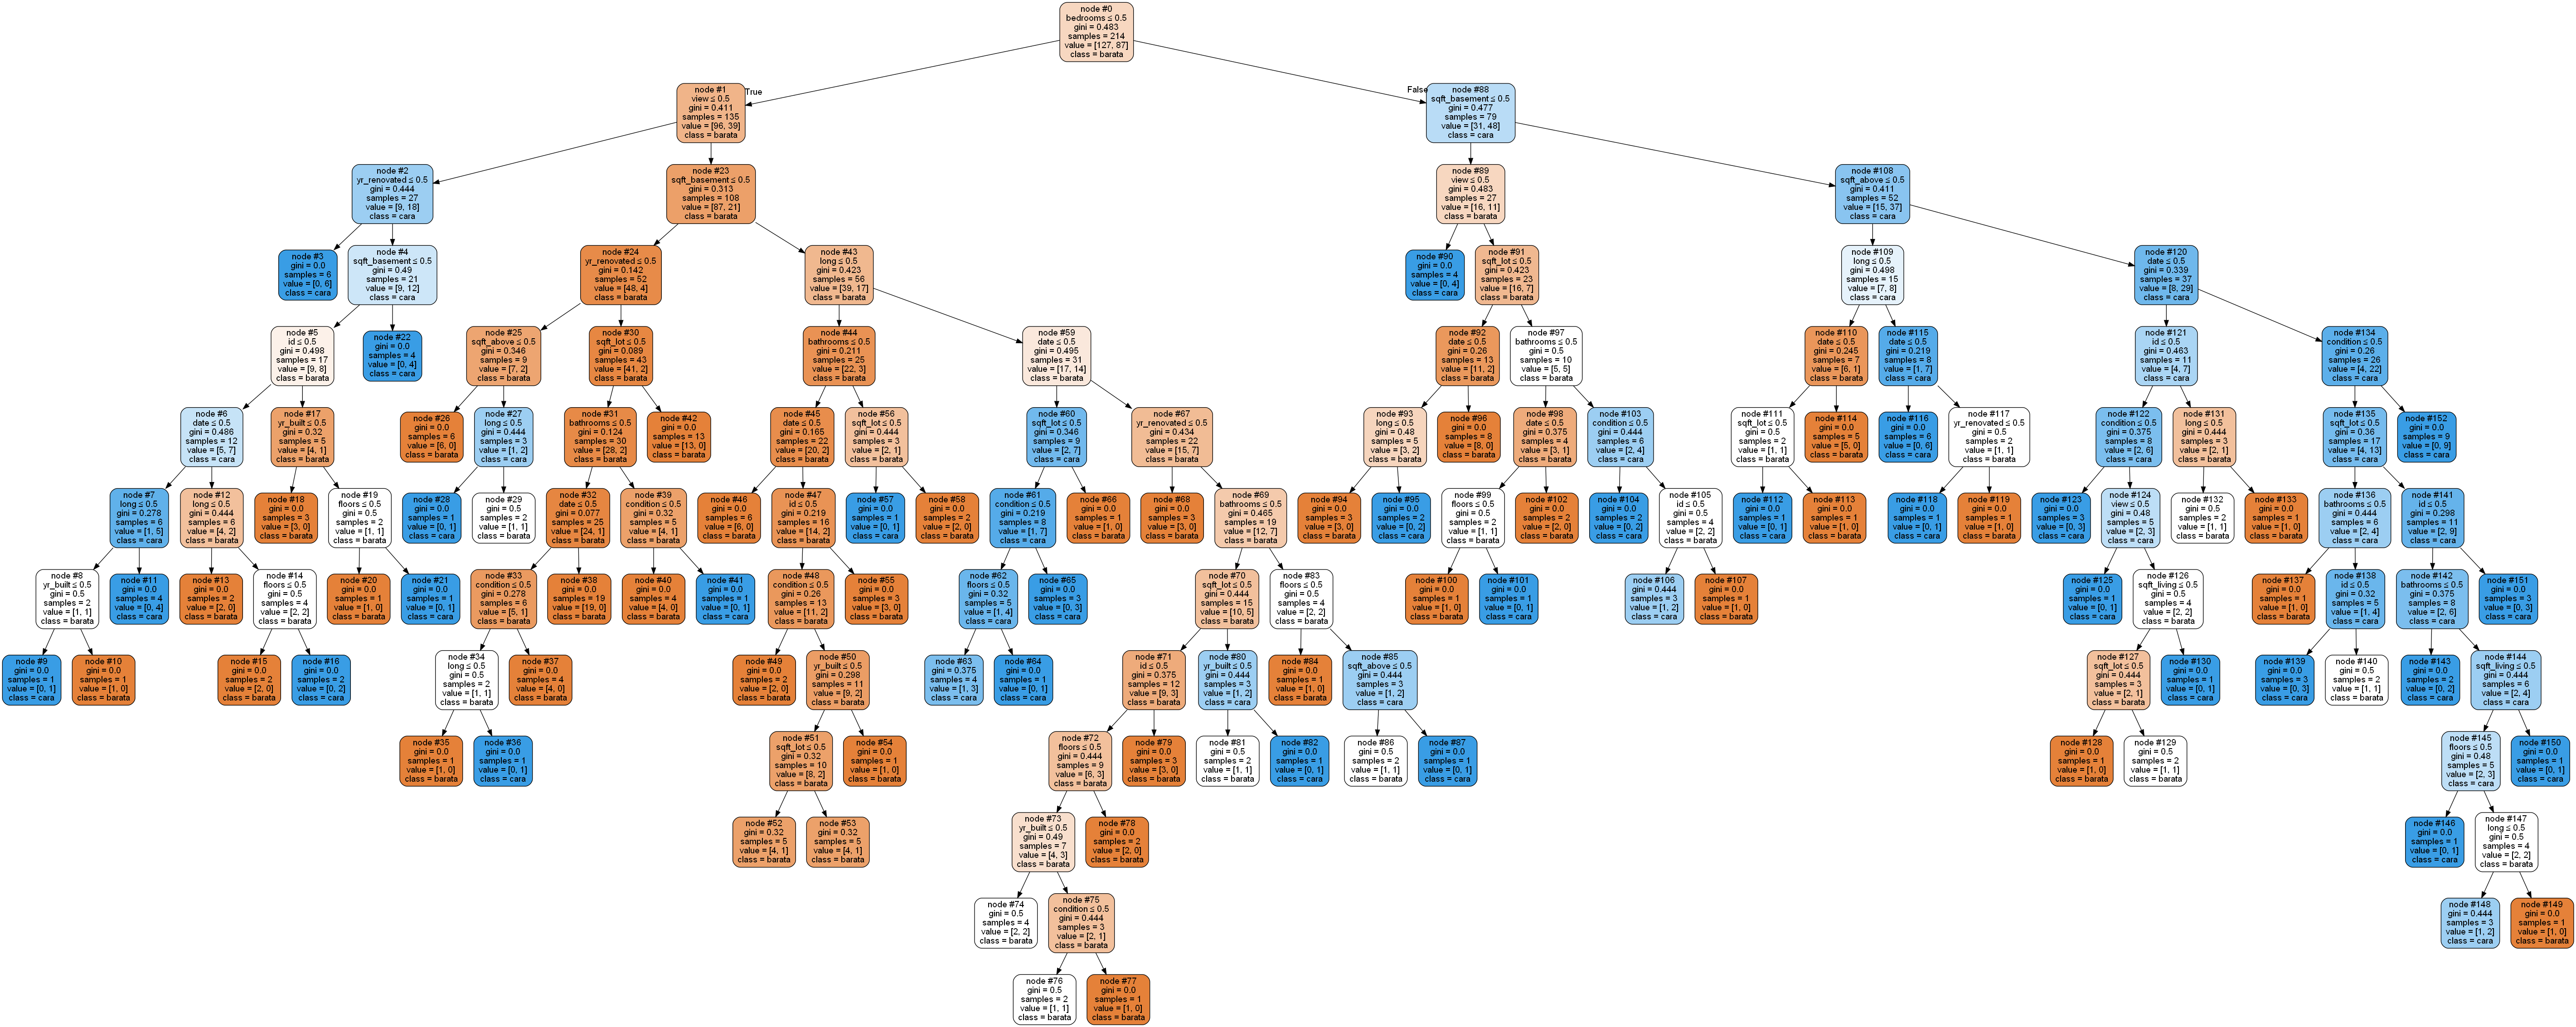 node #0
bedrooms ≤ 0.5
gini = 0.483
samples = 214
value = [127, 87]
class = barata
True
False
node #1
view ≤ 0.5
gini = 0.411
samples = 135
value = [96, 39]
class = barata
node #88
sqft_basement ≤ 0.5
gini = 0.477
samples = 79
value = [31, 48]
class = cara
node #2
yr_renovated ≤ 0.5
gini = 0.444
samples = 27
value = [9, 18]
class = cara
node #23
sqft_basement ≤ 0.5
gini = 0.313
samples = 108
value = [87, 21]
class = barata
node #89
view ≤ 0.5
gini = 0.483
samples = 27
value = [16, 11]
class = barata
node #108
sqft_above ≤ 0.5
gini = 0.411
samples = 52
value = [15, 37]
class = cara
node #3
gini = 0.0
samples = 6
value = [0, 6]
class = cara
node #4
sqft_basement ≤ 0.5
gini = 0.49
samples = 21
value = [9, 12]
class = cara
node #24
yr_renovated ≤ 0.5
gini = 0.142
samples = 52
value = [48, 4]
class = barata
node #43
long ≤ 0.5
gini = 0.423
samples = 56
value = [39, 17]
class = barata
node #90
gini = 0.0
samples = 4
value = [0, 4]
class = cara
node #91
sqft_lot ≤ 0.5
gini = 0.423
samples = 23
value = [16, 7]
class = barata
node #109
long ≤ 0.5
gini = 0.498
samples = 15
value = [7, 8]
class = cara
node #120
date ≤ 0.5
gini = 0.339
samples = 37
value = [8, 29]
class = cara
node #5
id ≤ 0.5
gini = 0.498
samples = 17
value = [9, 8]
class = barata
node #22
gini = 0.0
samples = 4
value = [0, 4]
class = cara
node #25
sqft_above ≤ 0.5
gini = 0.346
samples = 9
value = [7, 2]
class = barata
node #30
sqft_lot ≤ 0.5
gini = 0.089
samples = 43
value = [41, 2]
class = barata
node #44
bathrooms ≤ 0.5
gini = 0.211
samples = 25
value = [22, 3]
class = barata
node #59
date ≤ 0.5
gini = 0.495
samples = 31
value = [17, 14]
class = barata
node #92
date ≤ 0.5
gini = 0.26
samples = 13
value = [11, 2]
class = barata
node #97
bathrooms ≤ 0.5
gini = 0.5
samples = 10
value = [5, 5]
class = barata
node #110
date ≤ 0.5
gini = 0.245
samples = 7
value = [6, 1]
class = barata
node #115
date ≤ 0.5
gini = 0.219
samples = 8
value = [1, 7]
class = cara
node #121
id ≤ 0.5
gini = 0.463
samples = 11
value = [4, 7]
class = cara
node #134
condition ≤ 0.5
gini = 0.26
samples = 26
value = [4, 22]
class = cara
node #6
date ≤ 0.5
gini = 0.486
samples = 12
value = [5, 7]
class = cara
node #17
yr_built ≤ 0.5
gini = 0.32
samples = 5
value = [4, 1]
class = barata
node #26
gini = 0.0
samples = 6
value = [6, 0]
class = barata
node #27
long ≤ 0.5
gini = 0.444
samples = 3
value = [1, 2]
class = cara
node #31
bathrooms ≤ 0.5
gini = 0.124
samples = 30
value = [28, 2]
class = barata
node #42
gini = 0.0
samples = 13
value = [13, 0]
class = barata
node #45
date ≤ 0.5
gini = 0.165
samples = 22
value = [20, 2]
class = barata
node #56
sqft_lot ≤ 0.5
gini = 0.444
samples = 3
value = [2, 1]
class = barata
node #60
sqft_lot ≤ 0.5
gini = 0.346
samples = 9
value = [2, 7]
class = cara
node #67
yr_renovated ≤ 0.5
gini = 0.434
samples = 22
value = [15, 7]
class = barata
node #93
long ≤ 0.5
gini = 0.48
samples = 5
value = [3, 2]
class = barata
node #96
gini = 0.0
samples = 8
value = [8, 0]
class = barata
node #98
date ≤ 0.5
gini = 0.375
samples = 4
value = [3, 1]
class = barata
node #103
condition ≤ 0.5
gini = 0.444
samples = 6
value = [2, 4]
class = cara
node #111
sqft_lot ≤ 0.5
gini = 0.5
samples = 2
value = [1, 1]
class = barata
node #114
gini = 0.0
samples = 5
value = [5, 0]
class = barata
node #116
gini = 0.0
samples = 6
value = [0, 6]
class = cara
node #117
yr_renovated ≤ 0.5
gini = 0.5
samples = 2
value = [1, 1]
class = barata
node #122
condition ≤ 0.5
gini = 0.375
samples = 8
value = [2, 6]
class = cara
node #131
long ≤ 0.5
gini = 0.444
samples = 3
value = [2, 1]
class = barata
node #135
sqft_lot ≤ 0.5
gini = 0.36
samples = 17
value = [4, 13]
class = cara
node #152
gini = 0.0
samples = 9
value = [0, 9]
class = cara
node #7
long ≤ 0.5
gini = 0.278
samples = 6
value = [1, 5]
class = cara
node #12
long ≤ 0.5
gini = 0.444
samples = 6
value = [4, 2]
class = barata
node #18
gini = 0.0
samples = 3
value = [3, 0]
class = barata
node #19
floors ≤ 0.5
gini = 0.5
samples = 2
value = [1, 1]
class = barata
node #28
gini = 0.0
samples = 1
value = [0, 1]
class = cara
node #29
gini = 0.5
samples = 2
value = [1, 1]
class = barata
node #32
date ≤ 0.5
gini = 0.077
samples = 25
value = [24, 1]
class = barata
node #39
condition ≤ 0.5
gini = 0.32
samples = 5
value = [4, 1]
class = barata
node #46
gini = 0.0
samples = 6
value = [6, 0]
class = barata
node #47
id ≤ 0.5
gini = 0.219
samples = 16
value = [14, 2]
class = barata
node #57
gini = 0.0
samples = 1
value = [0, 1]
class = cara
node #58
gini = 0.0
samples = 2
value = [2, 0]
class = barata
node #61
condition ≤ 0.5
gini = 0.219
samples = 8
value = [1, 7]
class = cara
node #66
gini = 0.0
samples = 1
value = [1, 0]
class = barata
node #68
gini = 0.0
samples = 3
value = [3, 0]
class = barata
node #69
bathrooms ≤ 0.5
gini = 0.465
samples = 19
value = [12, 7]
class = barata
node #94
gini = 0.0
samples = 3
value = [3, 0]
class = barata
node #95
gini = 0.0
samples = 2
value = [0, 2]
class = cara
node #99
floors ≤ 0.5
gini = 0.5
samples = 2
value = [1, 1]
class = barata
node #102
gini = 0.0
samples = 2
value = [2, 0]
class = barata
node #104
gini = 0.0
samples = 2
value = [0, 2]
class = cara
node #105
id ≤ 0.5
gini = 0.5
samples = 4
value = [2, 2]
class = barata
node #112
gini = 0.0
samples = 1
value = [0, 1]
class = cara
node #113
gini = 0.0
samples = 1
value = [1, 0]
class = barata
node #118
gini = 0.0
samples = 1
value = [0, 1]
class = cara
node #119
gini = 0.0
samples = 1
value = [1, 0]
class = barata
node #123
gini = 0.0
samples = 3
value = [0, 3]
class = cara
node #124
view ≤ 0.5
gini = 0.48
samples = 5
value = [2, 3]
class = cara
node #132
gini = 0.5
samples = 2
value = [1, 1]
class = barata
node #133
gini = 0.0
samples = 1
value = [1, 0]
class = barata
node #136
bathrooms ≤ 0.5
gini = 0.444
samples = 6
value = [2, 4]
class = cara
node #141
id ≤ 0.5
gini = 0.298
samples = 11
value = [2, 9]
class = cara
node #8
yr_built ≤ 0.5
gini = 0.5
samples = 2
value = [1, 1]
class = barata
node #11
gini = 0.0
samples = 4
value = [0, 4]
class = cara
node #13
gini = 0.0
samples = 2
value = [2, 0]
class = barata
node #14
floors ≤ 0.5
gini = 0.5
samples = 4
value = [2, 2]
class = barata
node #20
gini = 0.0
samples = 1
value = [1, 0]
class = barata
node #21
gini = 0.0
samples = 1
value = [0, 1]
class = cara
node #33
condition ≤ 0.5
gini = 0.278
samples = 6
value = [5, 1]
class = barata
node #38
gini = 0.0
samples = 19
value = [19, 0]
class = barata
node #40
gini = 0.0
samples = 4
value = [4, 0]
class = barata
node #41
gini = 0.0
samples = 1
value = [0, 1]
class = cara
node #48
condition ≤ 0.5
gini = 0.26
samples = 13
value = [11, 2]
class = barata
node #55
gini = 0.0
samples = 3
value = [3, 0]
class = barata
node #62
floors ≤ 0.5
gini = 0.32
samples = 5
value = [1, 4]
class = cara
node #65
gini = 0.0
samples = 3
value = [0, 3]
class = cara
node #70
sqft_lot ≤ 0.5
gini = 0.444
samples = 15
value = [10, 5]
class = barata
node #83
floors ≤ 0.5
gini = 0.5
samples = 4
value = [2, 2]
class = barata
node #100
gini = 0.0
samples = 1
value = [1, 0]
class = barata
node #101
gini = 0.0
samples = 1
value = [0, 1]
class = cara
node #106
gini = 0.444
samples = 3
value = [1, 2]
class = cara
node #107
gini = 0.0
samples = 1
value = [1, 0]
class = barata
node #125
gini = 0.0
samples = 1
value = [0, 1]
class = cara
node #126
sqft_living ≤ 0.5
gini = 0.5
samples = 4
value = [2, 2]
class = barata
node #137
gini = 0.0
samples = 1
value = [1, 0]
class = barata
node #138
id ≤ 0.5
gini = 0.32
samples = 5
value = [1, 4]
class = cara
node #142
bathrooms ≤ 0.5
gini = 0.375
samples = 8
value = [2, 6]
class = cara
node #151
gini = 0.0
samples = 3
value = [0, 3]
class = cara
node #9
gini = 0.0
samples = 1
value = [0, 1]
class = cara
node #10
gini = 0.0
samples = 1
value = [1, 0]
class = barata
node #15
gini = 0.0
samples = 2
value = [2, 0]
class = barata
node #16
gini = 0.0
samples = 2
value = [0, 2]
class = cara
node #34
long ≤ 0.5
gini = 0.5
samples = 2
value = [1, 1]
class = barata
node #37
gini = 0.0
samples = 4
value = [4, 0]
class = barata
node #49
gini = 0.0
samples = 2
value = [2, 0]
class = barata
node #50
yr_built ≤ 0.5
gini = 0.298
samples = 11
value = [9, 2]
class = barata
node #63
gini = 0.375
samples = 4
value = [1, 3]
class = cara
node #64
gini = 0.0
samples = 1
value = [0, 1]
class = cara
node #71
id ≤ 0.5
gini = 0.375
samples = 12
value = [9, 3]
class = barata
node #80
yr_built ≤ 0.5
gini = 0.444
samples = 3
value = [1, 2]
class = cara
node #84
gini = 0.0
samples = 1
value = [1, 0]
class = barata
node #85
sqft_above ≤ 0.5
gini = 0.444
samples = 3
value = [1, 2]
class = cara
node #127
sqft_lot ≤ 0.5
gini = 0.444
samples = 3
value = [2, 1]
class = barata
node #130
gini = 0.0
samples = 1
value = [0, 1]
class = cara
node #139
gini = 0.0
samples = 3
value = [0, 3]
class = cara
node #140
gini = 0.5
samples = 2
value = [1, 1]
class = barata
node #143
gini = 0.0
samples = 2
value = [0, 2]
class = cara
node #144
sqft_living ≤ 0.5
gini = 0.444
samples = 6
value = [2, 4]
class = cara
node #35
gini = 0.0
samples = 1
value = [1, 0]
class = barata
node #36
gini = 0.0
samples = 1
value = [0, 1]
class = cara
node #51
sqft_lot ≤ 0.5
gini = 0.32
samples = 10
value = [8, 2]
class = barata
node #54
gini = 0.0
samples = 1
value = [1, 0]
class = barata
node #72
floors ≤ 0.5
gini = 0.444
samples = 9
value = [6, 3]
class = barata
node #79
gini = 0.0
samples = 3
value = [3, 0]
class = barata
node #81
gini = 0.5
samples = 2
value = [1, 1]
class = barata
node #82
gini = 0.0
samples = 1
value = [0, 1]
class = cara
node #86
gini = 0.5
samples = 2
value = [1, 1]
class = barata
node #87
gini = 0.0
samples = 1
value = [0, 1]
class = cara
node #128
gini = 0.0
samples = 1
value = [1, 0]
class = barata
node #129
gini = 0.5
samples = 2
value = [1, 1]
class = barata
node #145
floors ≤ 0.5
gini = 0.48
samples = 5
value = [2, 3]
class = cara
node #150
gini = 0.0
samples = 1
value = [0, 1]
class = cara
node #52
gini = 0.32
samples = 5
value = [4, 1]
class = barata
node #53
gini = 0.32
samples = 5
value = [4, 1]
class = barata
node #73
yr_built ≤ 0.5
gini = 0.49
samples = 7
value = [4, 3]
class = barata
node #78
gini = 0.0
samples = 2
value = [2, 0]
class = barata
node #146
gini = 0.0
samples = 1
value = [0, 1]
class = cara
node #147
long ≤ 0.5
gini = 0.5
samples = 4
value = [2, 2]
class = barata
node #74
gini = 0.5
samples = 4
value = [2, 2]
class = barata
node #75
condition ≤ 0.5
gini = 0.444
samples = 3
value = [2, 1]
class = barata
node #148
gini = 0.444
samples = 3
value = [1, 2]
class = cara
node #149
gini = 0.0
samples = 1
value = [1, 0]
class = barata
node #76
gini = 0.5
samples = 2
value = [1, 1]
class = barata
node #77
gini = 0.0
samples = 1
value = [1, 0]
class = barata